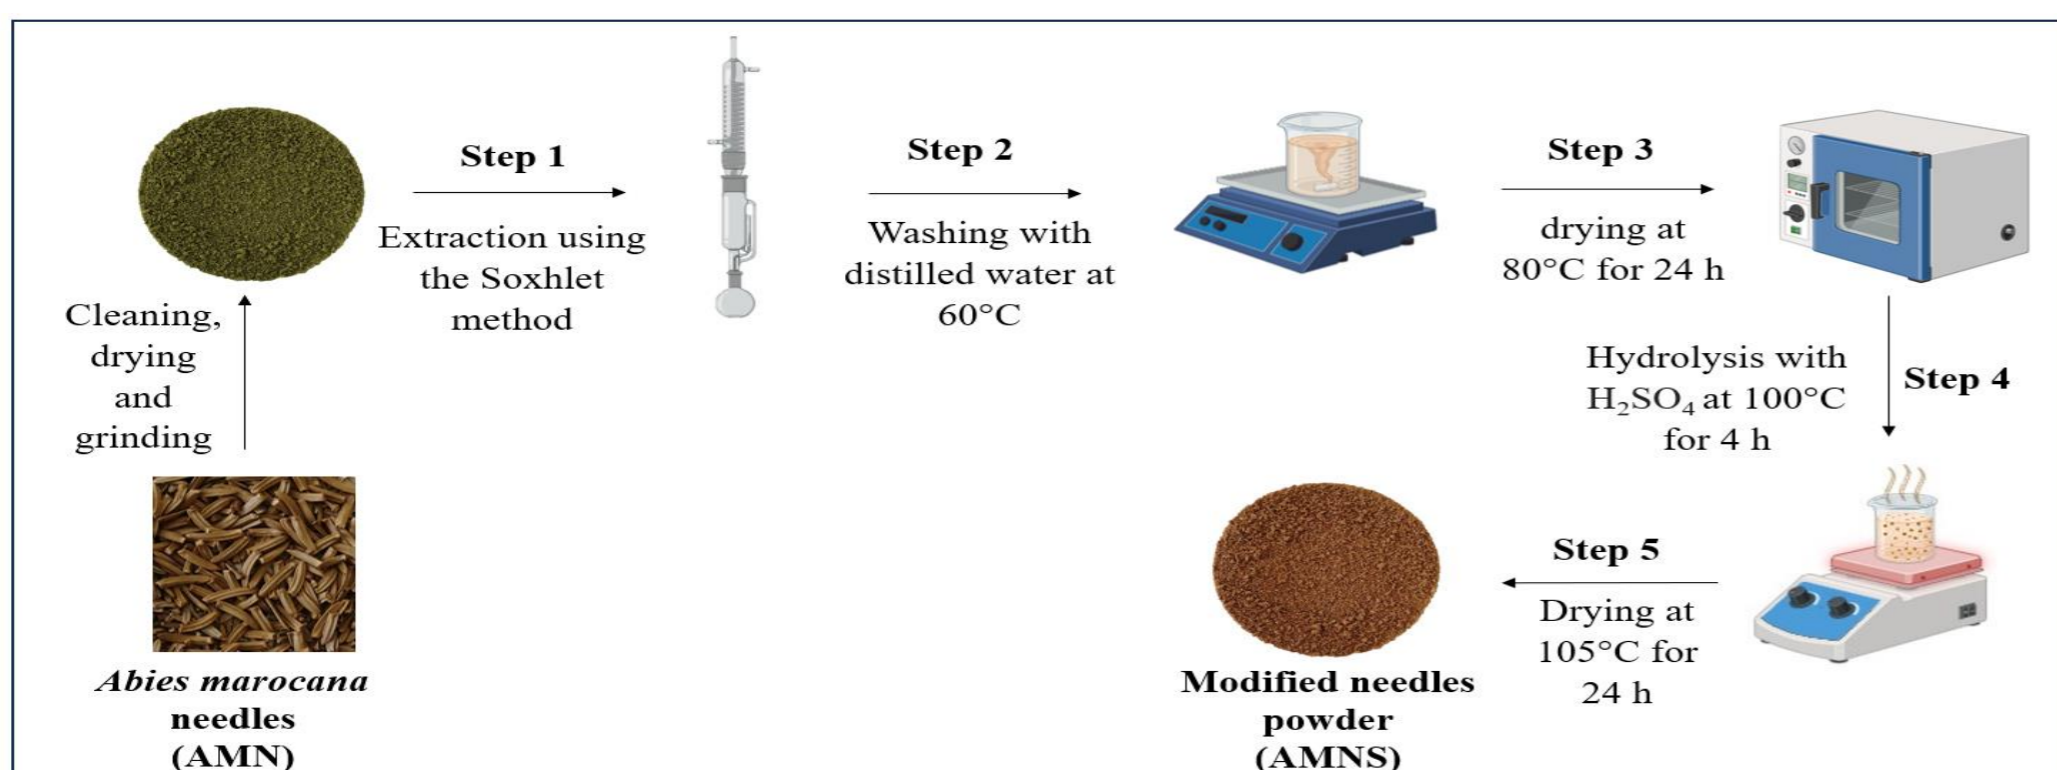 Step 1
Extraction using
the Soxhlet
method
Step 2
Washing with
distilled water at
60°C
Step 3
drying at
80°C for 24 h
Cleaning,
drying
and
grinding
Hydrolysis with
H₂SO₄ at 100°C
for 4 h
Step 4
Step 5
Drying at
105°C for
24 h
Abies marocana
needles
(AMN)
Modified needles
powder
(AMNS)